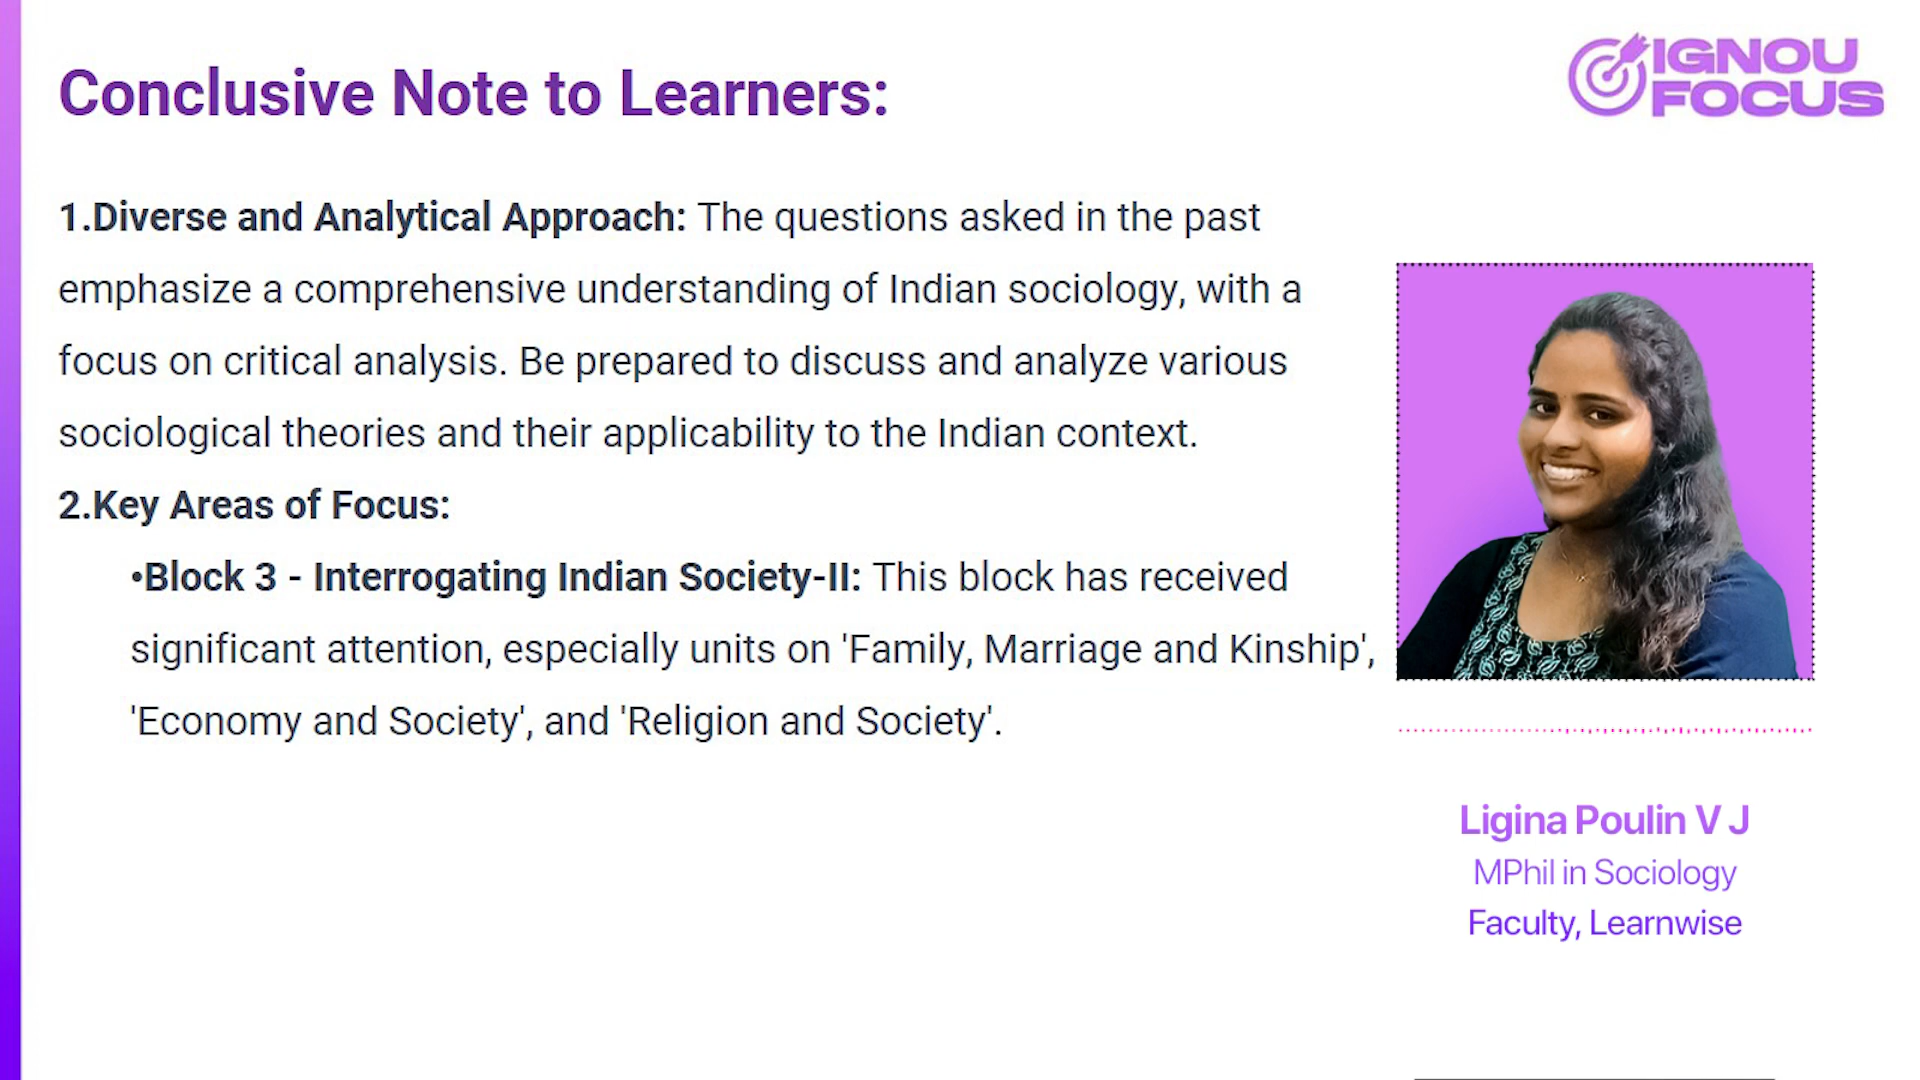 Conclusive Note to Learners:
IGNOU
FOCUS
1.Diverse and Analytical Approach: The questions asked in the past
emphasize a comprehensive understanding of Indian sociology, with a
focus on critical analysis. Be prepared to discuss and analyze various
sociological theories and their applicability to the Indian context.
2.Key Areas of Focus:
•Block 3 - Interrogating Indian Society-II: This block has received
significant attention, especially units on 'Family, Marriage and Kinship',
'Economy and Society', and 'Religion and Society'.
Ligina Poulin V J
MPhil in Sociology
Faculty, Learnwise